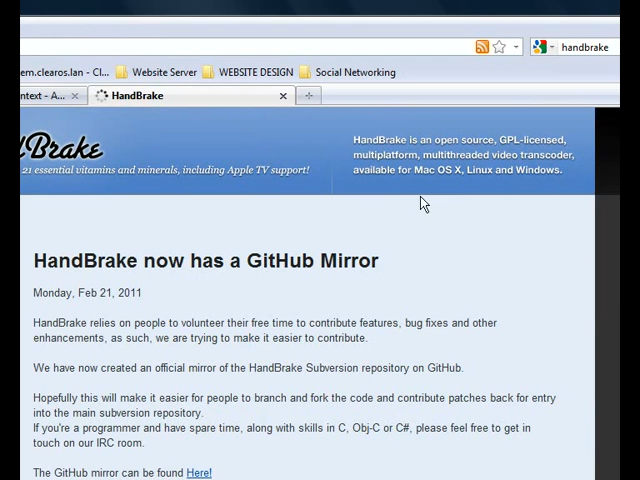 handbrake
em.clearos.lan - Cl... Website Server WEBSITE DESIGN Social Networking
ntext - A... HandBrake
dBrake
21 essential vitamins and minerals, including Apple TV support!
HandBrake is an open source, GPL-licensed,
multiplatform, multithreaded video transcoder,
available for Mac OS X, Linux and Windows.
HandBrake now has a GitHub Mirror
Monday, Feb 21, 2011
HandBrake relies on people to volunteer their free time to contribute features, bug fixes and other
enhancements, as such, we are trying to make it easier to contribute.
We have now created an official mirror of the HandBrake Subversion repository on GitHub.
Hopefully this will make it easier for people to branch and fork the code and contribute patches back for entry
into the main subversion repository.
If you're a programmer and have spare time, along with skills in C, Obj-C or C#, please feel free to get in
touch on our IRC room.
The GitHub mirror can be found Here!